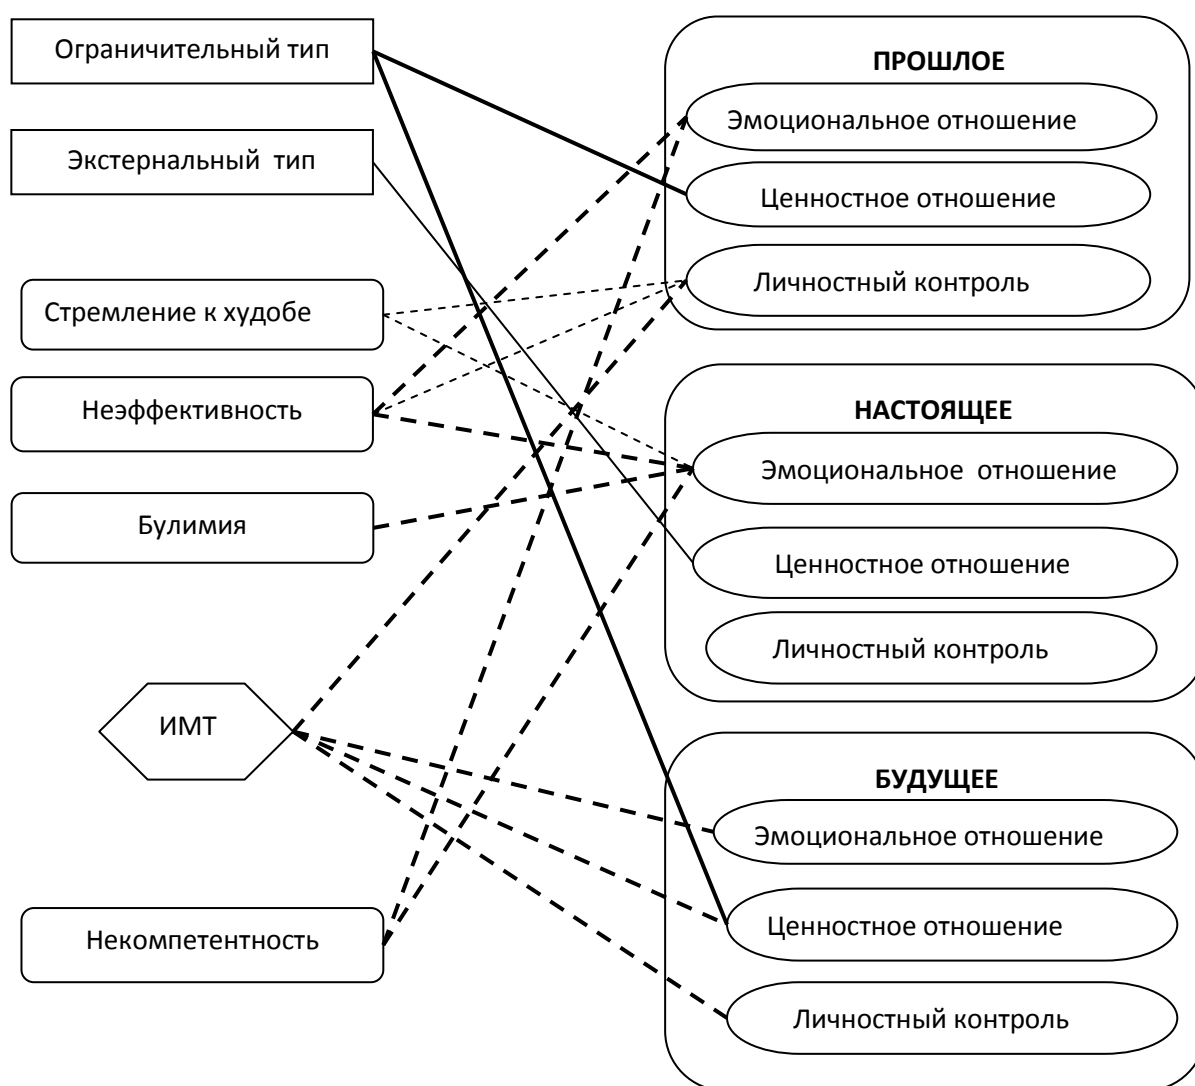 Ограничительный тип
Экстернальный тип
Стремление к худобе
Неэффективность
Булимия
ИМТ
Некомпетентность
ПРОШЛОЕ
Эмоциональное отношение
Ценностное отношение
Личностный контроль
НАСТОЯЩЕЕ
Эмоциональное отношение
Ценностное отношение
Личностный контроль
БУДУЩЕЕ
Эмоциональное отношение
Ценностное отношение
Личностный контроль